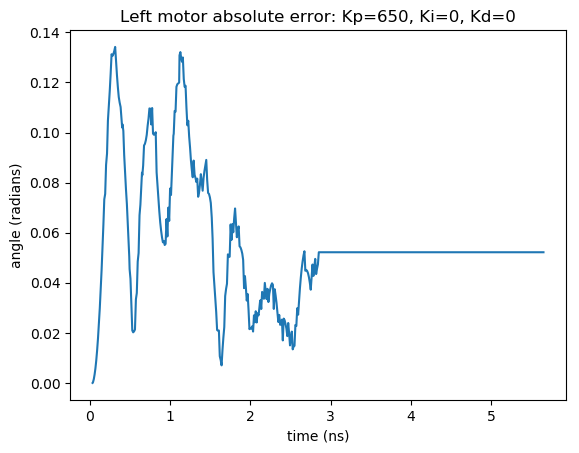 Left motor absolute error: Kp=650, Ki=0, Kd=0
0.14
0.12
0.10
0.08
0.06
0.04
0.02
0.00
angle (radians)
0 1 2 3 4 5
time (ns)